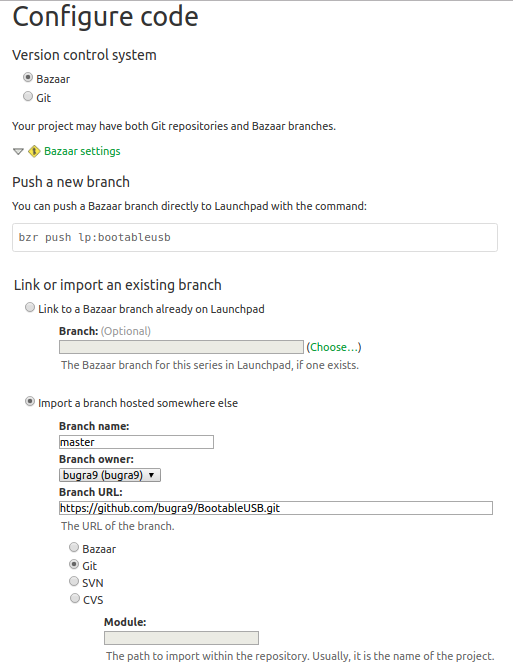 Configure code
Version control system
Bazaar
Git
Your project may have both Git repositories and Bazaar branches.
Bazaar settings
Push a new branch
You can push a Bazaar branch directly to Launchpad with the command:
bzr push lp:bootableusb
Link or import an existing branch
Link to a Bazaar branch already on Launchpad
Branch: (Optional)
(Choose...)
The Bazaar branch for this series in Launchpad, if one exists.
Import a branch hosted somewhere else
Branch name:
master
Branch owner:
bugra9 (bugra9)
Branch URL:
https://github.com/bugra9/BootableUSB.git
The URL of the branch.
Bazaar
Git
SVN
CVS
Module:
The path to import within the repository. Usually, it is the name of the project.